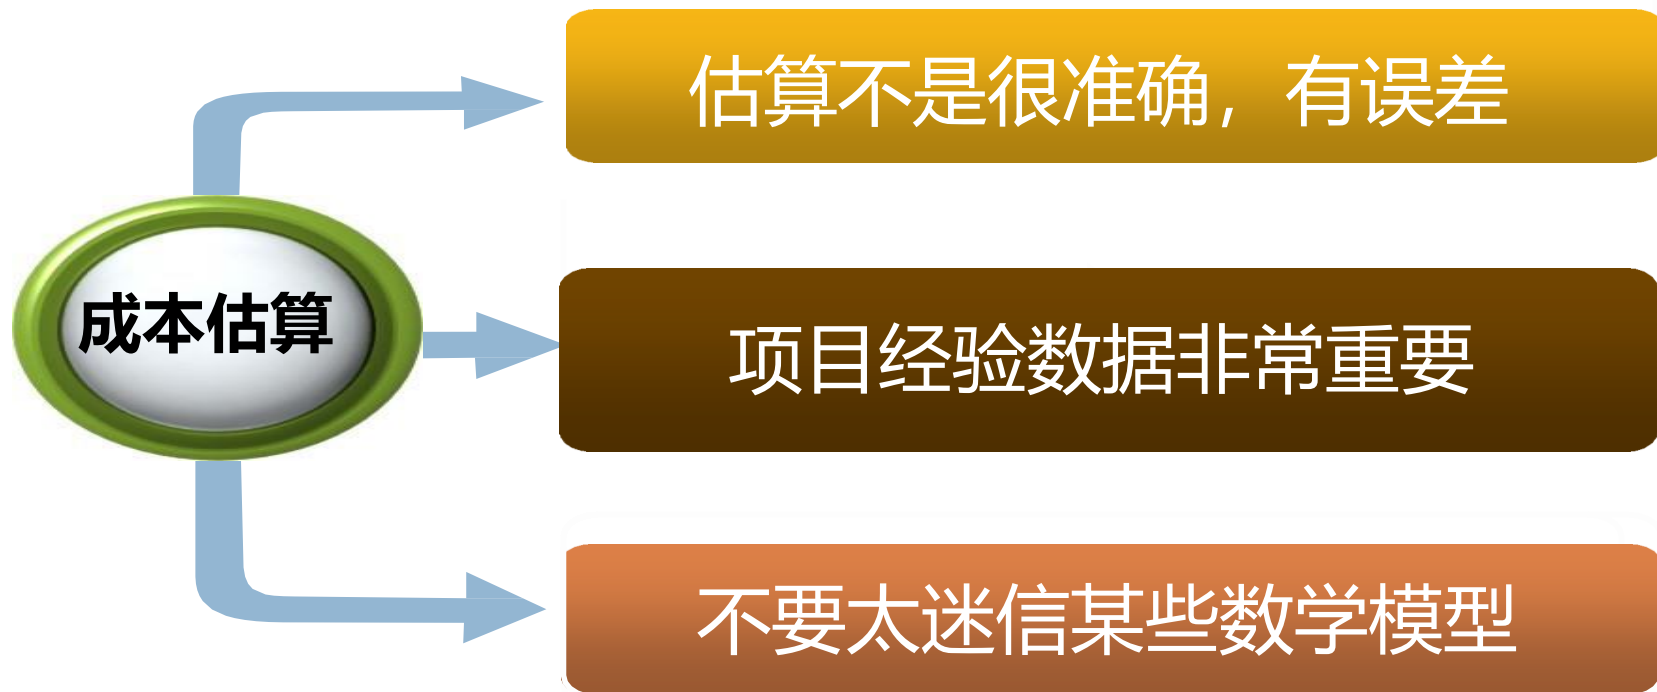 估算不是很准确，有误差
成本估算
项目经验数据非常重要
不要太迷信某些数学模型